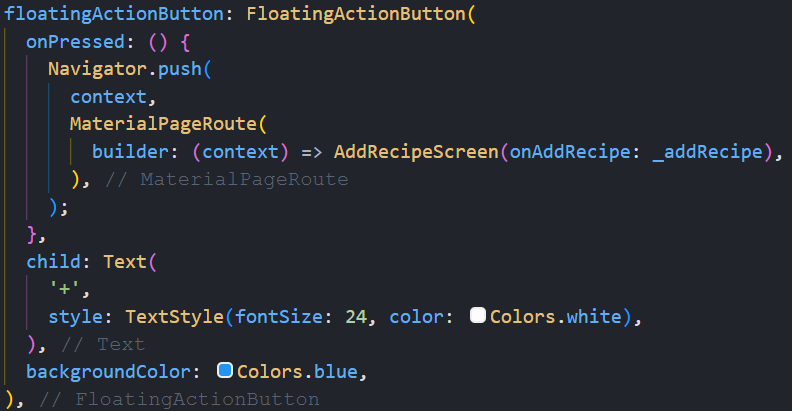 floatingActionButton: FloatingActionButton(
  onPressed: () {
    Navigator.push(
      context,
      MaterialPageRoute(
        builder: (context) => AddRecipeScreen(onAddRecipe: _addRecipe),
      ), // MaterialPageRoute
    );
  },
  child: Text(
    '+',
    style: TextStyle(fontSize: 24, color: Colors.white),
  ), // Text
  backgroundColor: Colors.blue,
), // FloatingActionButton